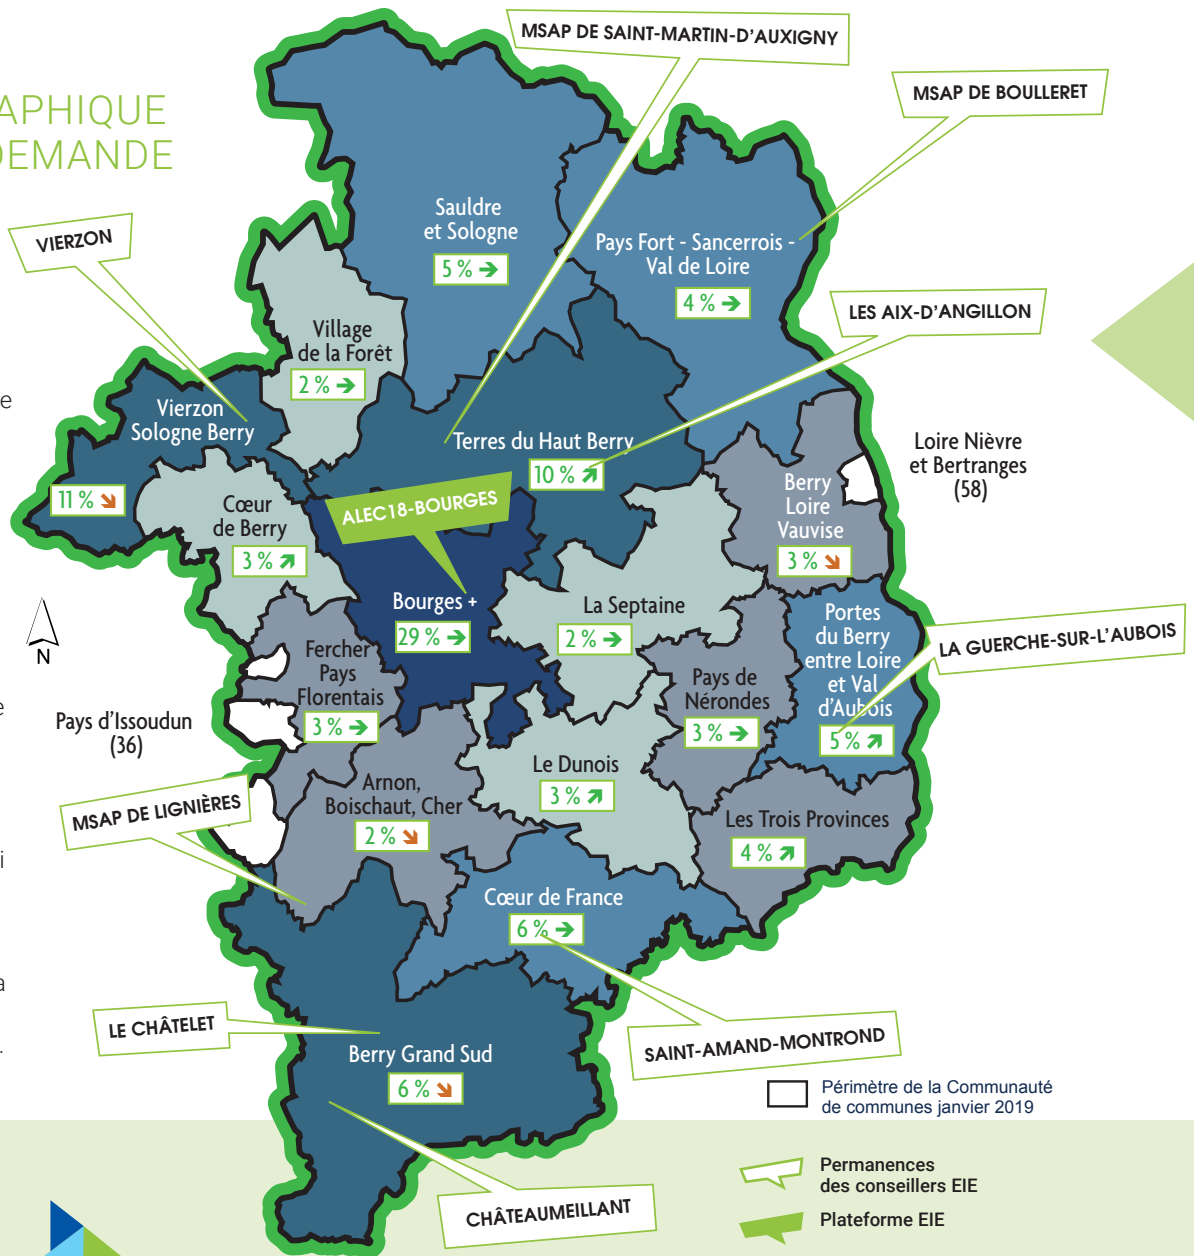 APHIQUE
DEMANDE
MSAP DE SAINT-MARTIN-D'AUXIGNY
MSAP DE BOULLERET
VIERZON
Sauldre
et Sologne
5 %
Pays Fort - Sancerrois -
Val de Loire
4 %
LES AIX-D'ANGILLON
Village
de la Forêt
2 %
e
Vierzon
Sologne Berry
11 %
Terres du Haut Berry
10 %
Loire Nièvre
et Bertranges
(58)
Berry
Loire
Vauvise
3 %
ALEC18-BOURGES
Cœur
de Berry
3 %
Bourges +
29 %
La Septaine
2 %
Portes
du Berry
entre Loire
et Val
d'Aubois
5 %
LA GUERCHE-SUR-L'AUBOIS
N
Fercher
Pays
Florentais
3 %
Pays de
Nérondes
3 %
e
Pays d'Issoudun
(36)
Le Dunois
3 %
Arnon,
Boischaut, Cher
2 %
MSAP DE LIGNIÈRES
Les Trois Provinces
4 %
i
Cœur de France
6 %
a
LE CHÂTELET
.
SAINT-AMAND-MONTROND
Berry Grand Sud
6 %
Périmètre de la Communauté
de communes janvier 2019
CHÂTEAUMEILLANT
Permanences
des conseillers EIE
Plateforme EIE